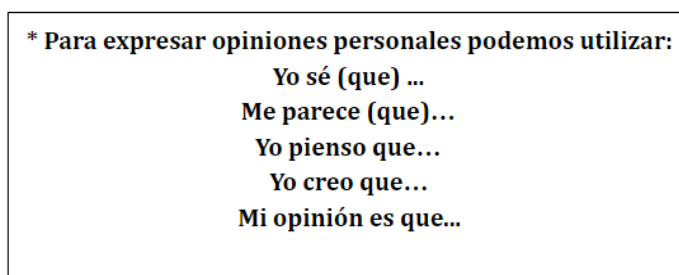 * Para expresar opiniones personales podemos utilizar:
Yo sé (que) ...
Me parece (que)...
Yo pienso que...
Yo creo que...
Mi opinión es que...